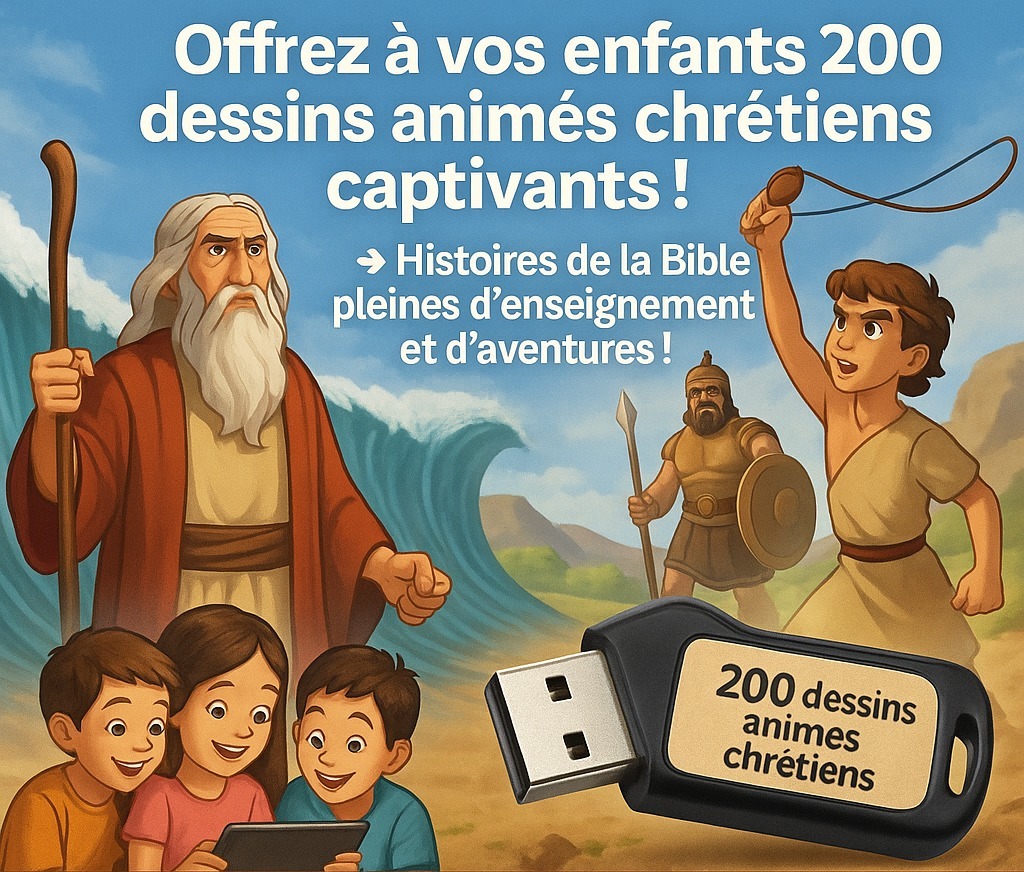 Offrez à vos enfants 200
dessins animés chrétiens
captivants !
→ Histoires de la Bible
pleines d’enseignement
et d’aventures !
200 dessins
animes
chrétiens